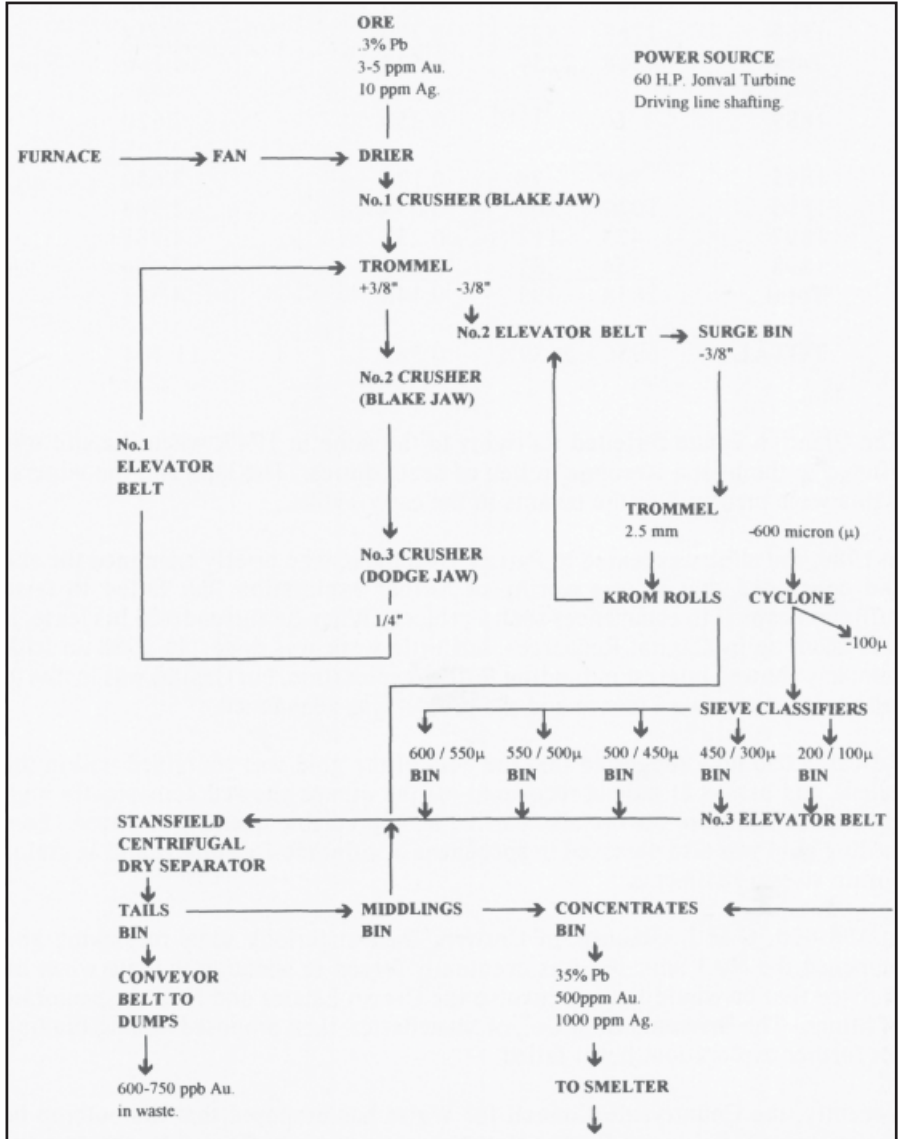 ORE
.3% Pb
3-5 ppm Au.
10 ppm Ag.
POWER SOURCE
60 H.P. Jonval Turbine
Driving line shafting.
FURNACE FAN DRIER
No.1 CRUSHER (BLAKE JAW)
TROMMEL
+3/8" -3/8"
No.2 ELEVATOR BELT SURGE BIN
-3/8"
No.2 CRUSHER
(BLAKE JAW)
No.1
ELEVATOR
BELT
TROMMEL
2.5 mm -600 micron (μ)
No.3 CRUSHER
(DODGE JAW)
1/4"
KROM ROLLS CYCLONE
-100μ
SIEVE CLASSIFIERS
600 / 550μ
BIN
550 / 500μ
BIN
500 / 450μ
BIN
450 / 300μ
BIN
200 / 100μ
BIN
No.3 ELEVATOR BELT
STANSFIELD
CENTRIFUGAL
DRY SEPARATOR
TAILS
BIN
MIDDLINGS
BIN
CONCENTRATES
BIN
CONVEYOR
BELT TO
DUMPS
35% Pb
500ppm Au.
1000 ppm Ag.
600-750 ppb Au.
in waste.
TO SMELTER